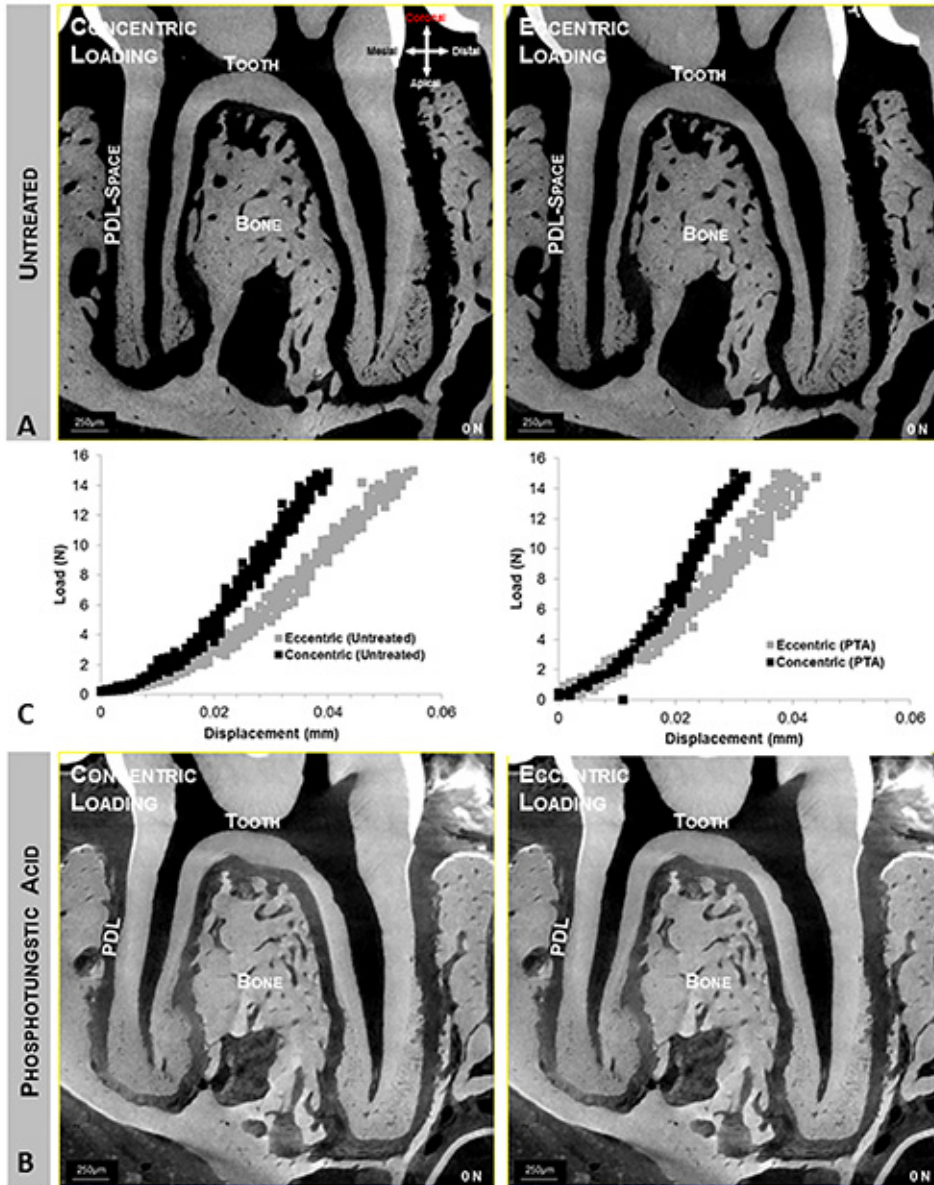 UNTREATED
A
CONCENTRIC
LOADING
Coronal
Mesial
Distal
Apical
TOOTH
PDL-SPACE
BONE
250µm
0 N
ECCENTRIC
LOADING
TOOTH
PDL-SPACE
BONE
250µm
0 N
C
Load (N)
16
14
12
10
8
6
4
2
0
0
0.02
0.04
0.06
Displacement (mm)
Eccentric (Untreated)
Concentric (Untreated)
Load (N)
16
14
12
10
8
6
4
2
0
0
0.02
0.04
0.06
Displacement (mm)
Eccentric (PTA)
Concentric (PTA)
PHOSPHOTUNGSTIC ACID
B
CONCENTRIC
LOADING
TOOTH
PDL
BONE
250µm
0 N
ECCENTRIC
LOADING
TOOTH
PDL
BONE
250µm
0 N